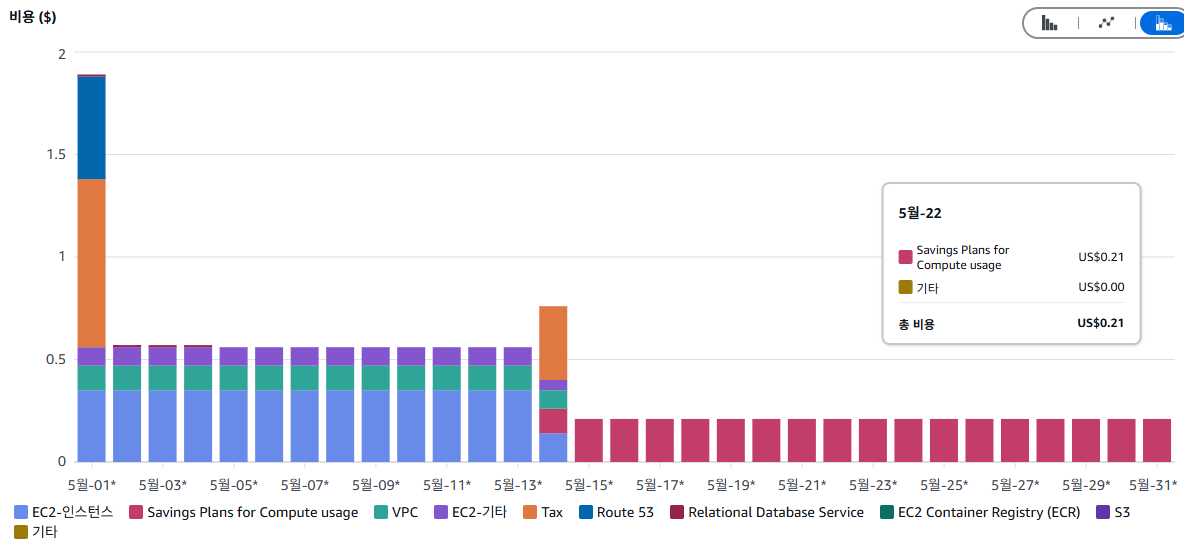 비용 ($)
2
1.5
1
0.5
0
5월-22
Savings Plans for
Compute usage
US$0.21
기타
US$0.00
총 비용
US$0.21
5월-01* 5월-03* 5월-05* 5월-07* 5월-09* 5월-11* 5월-13* 5월-15* 5월-17* 5월-19* 5월-21* 5월-23* 5월-25* 5월-27* 5월-29* 5월-31*
EC2-인스턴스 Savings Plans for Compute usage VPC EC2-기타 Tax Route 53 Relational Database Service EC2 Container Registry (ECR) S3
기타